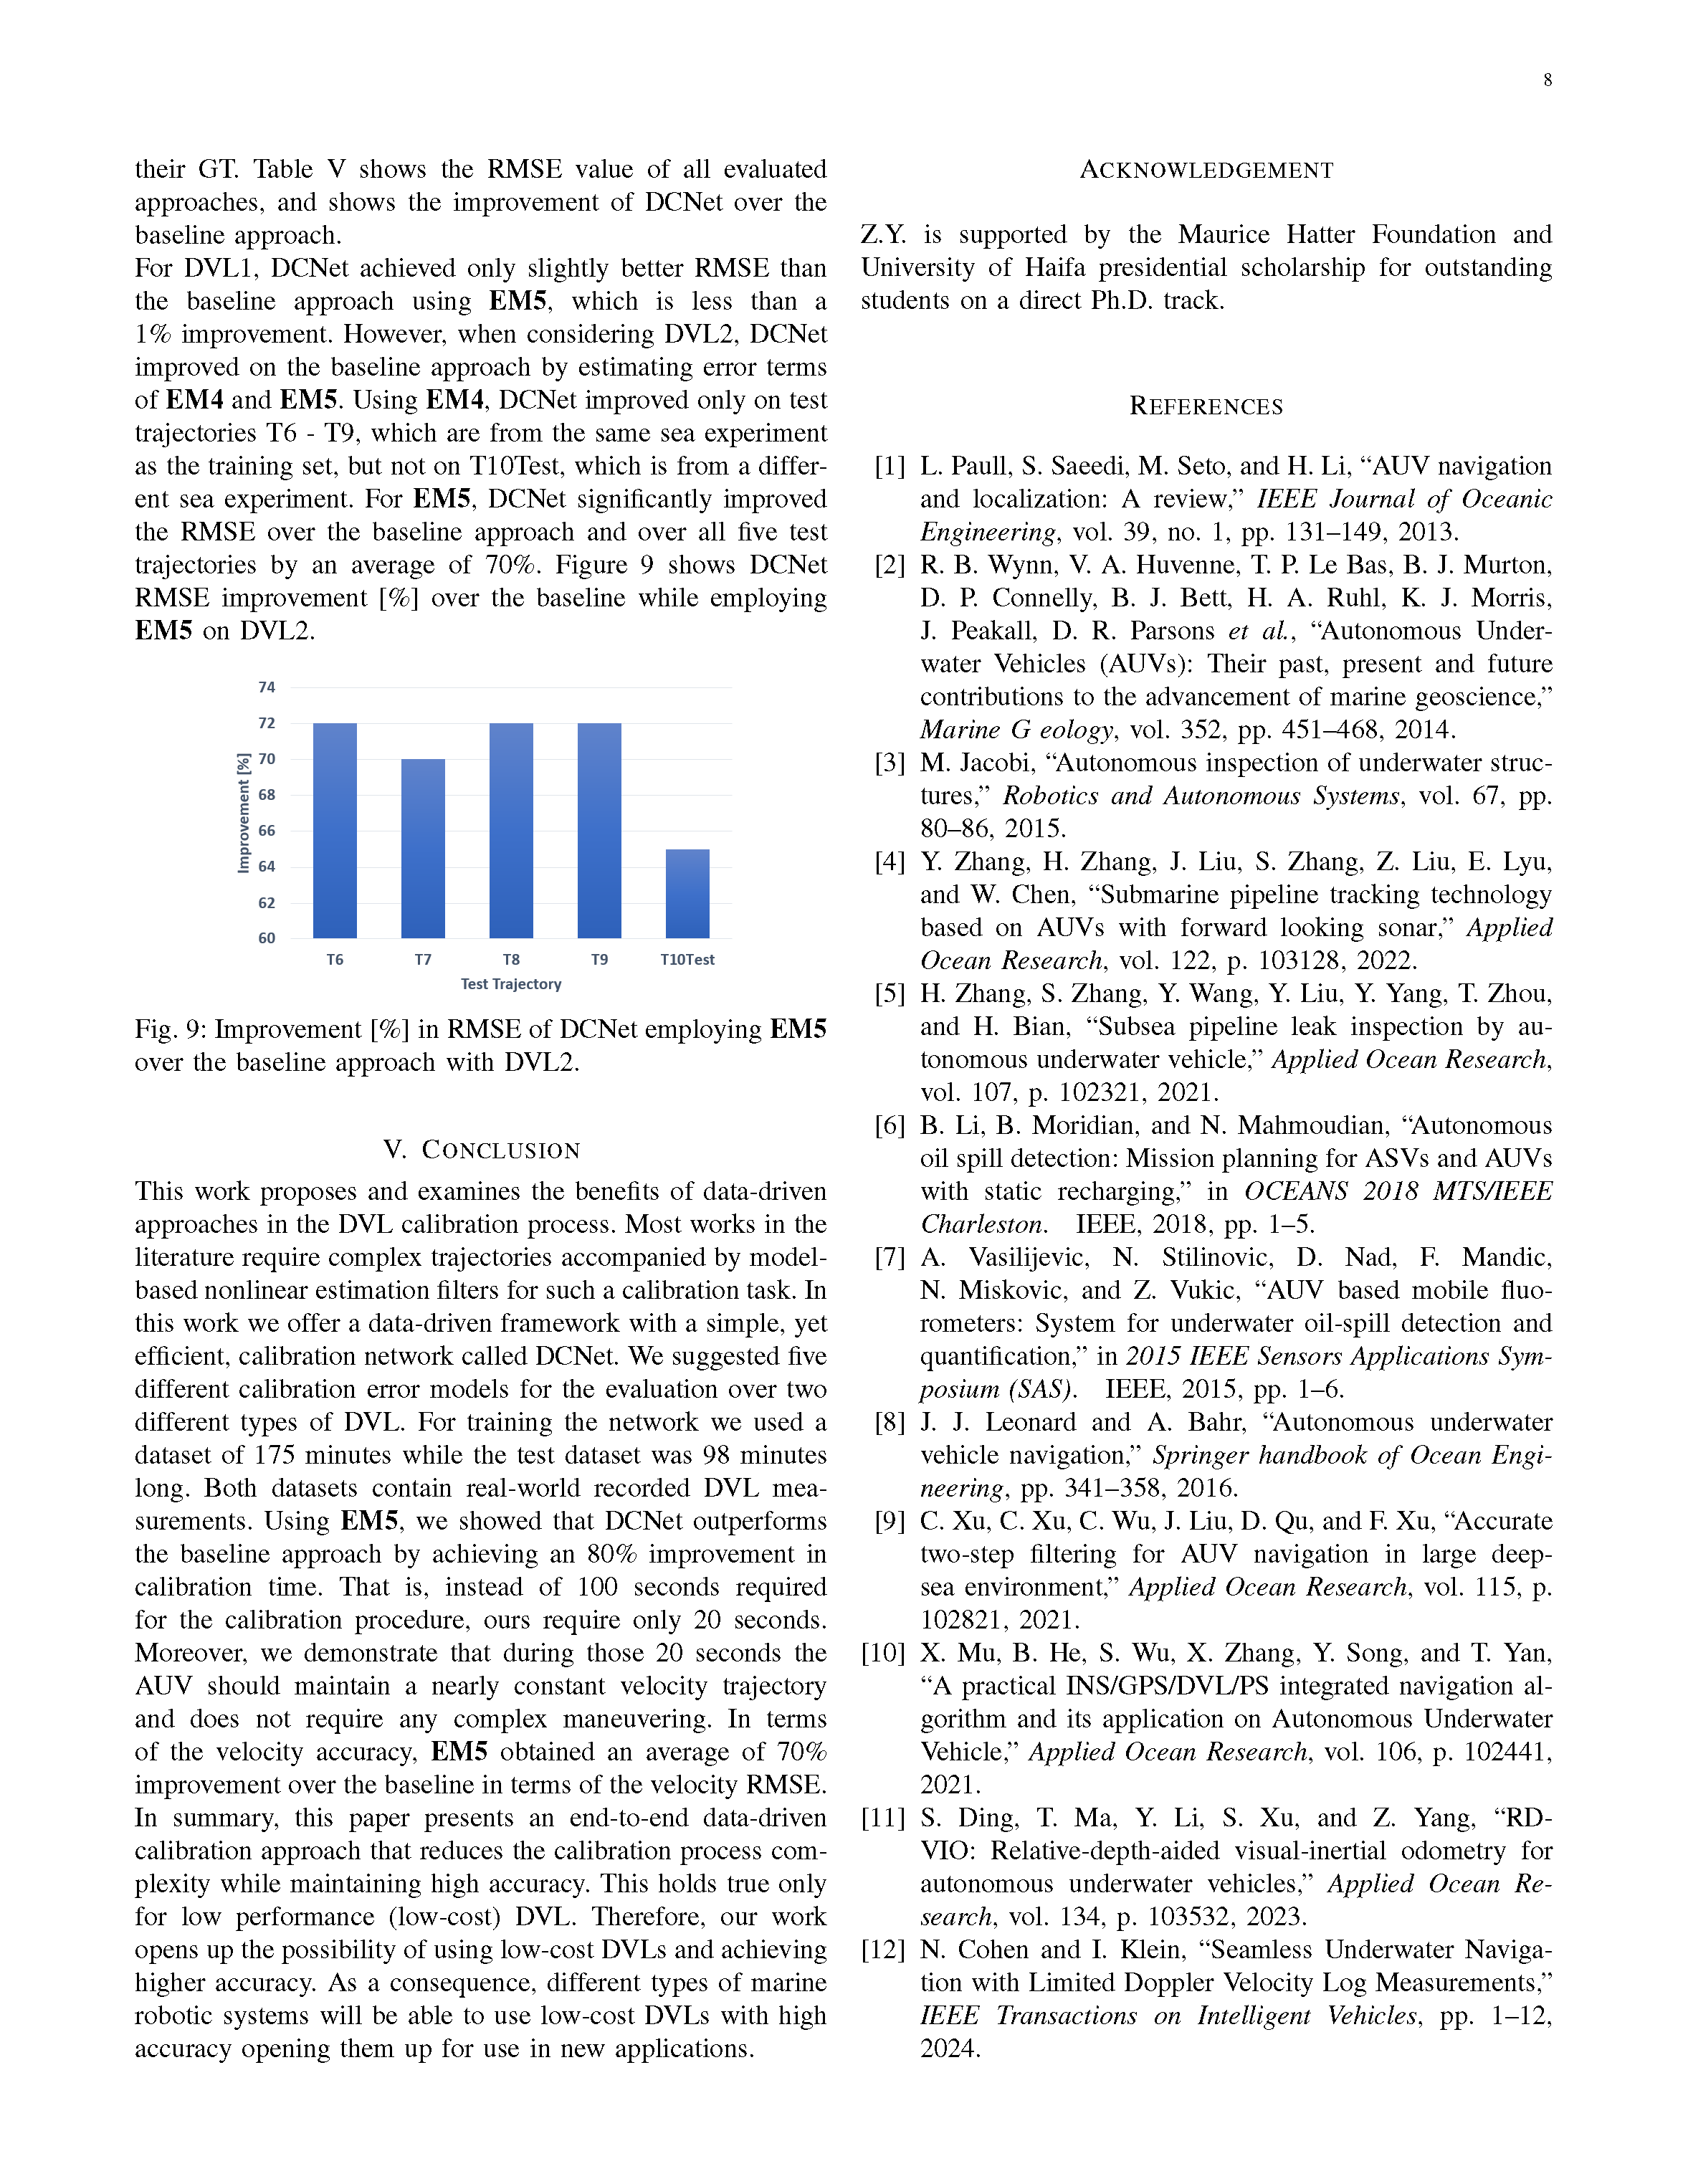 8
their GT. Table V shows the RMSE value of all evaluated
approaches, and shows the improvement of DCNet over the
baseline approach.
For DVL1, DCNet achieved only slightly better RMSE than
the baseline approach using EM5, which is less than a
1% improvement. However, when considering DVL2, DCNet
improved on the baseline approach by estimating error terms
of EM4 and EM5. Using EM4, DCNet improved only on test
trajectories T6 - T9, which are from the same sea experiment
as the training set, but not on T10Test, which is from a differ-
ent sea experiment. For EM5, DCNet significantly improved
the RMSE over the baseline approach and over all five test
trajectories by an average of 70%. Figure 9 shows DCNet
RMSE improvement [%] over the baseline while employing
EM5 on DVL2.
74
72
70
68
66
64
62
60
Improvement [%]
T6 T7 T8 T9 T10Test
Test Trajectory
Fig. 9: Improvement [%] in RMSE of DCNet employing EM5
over the baseline approach with DVL2.
V. CONCLUSION
This work proposes and examines the benefits of data-driven
approaches in the DVL calibration process. Most works in the
literature require complex trajectories accompanied by model-
based nonlinear estimation filters for such a calibration task. In
this work we offer a data-driven framework with a simple, yet
efficient, calibration network called DCNet. We suggested five
different calibration error models for the evaluation over two
different types of DVL. For training the network we used a
dataset of 175 minutes while the test dataset was 98 minutes
long. Both datasets contain real-world recorded DVL mea-
surements. Using EM5, we showed that DCNet outperforms
the baseline approach by achieving an 80% improvement in
calibration time. That is, instead of 100 seconds required
for the calibration procedure, ours require only 20 seconds.
Moreover, we demonstrate that during those 20 seconds the
AUV should maintain a nearly constant velocity trajectory
and does not require any complex maneuvering. In terms
of the velocity accuracy, EM5 obtained an average of 70%
improvement over the baseline in terms of the velocity RMSE.
In summary, this paper presents an end-to-end data-driven
calibration approach that reduces the calibration process com-
plexity while maintaining high accuracy. This holds true only
for low performance (low-cost) DVL. Therefore, our work
opens up the possibility of using low-cost DVLs and achieving
higher accuracy. As a consequence, different types of marine
robotic systems will be able to use low-cost DVLs with high
accuracy opening them up for use in new applications.
ACKNOWLEDGEMENT
Z.Y. is supported by the Maurice Hatter Foundation and
University of Haifa presidential scholarship for outstanding
students on a direct Ph.D. track.
REFERENCES
[1] L. Paull, S. Saeedi, M. Seto, and H. Li, “AUV navigation
and localization: A review,” IEEE Journal of Oceanic
Engineering, vol. 39, no. 1, pp. 131–149, 2013.
[2] R. B. Wynn, V. A. Huvenne, T. P. Le Bas, B. J. Murton,
D. P. Connelly, B. J. Bett, H. A. Ruhl, K. J. Morris,
J. Peakall, D. R. Parsons et al., “Autonomous Under-
water Vehicles (AUVs): Their past, present and future
contributions to the advancement of marine geoscience,”
Marine G eology, vol. 352, pp. 451–468, 2014.
[3] M. Jacobi, “Autonomous inspection of underwater struc-
tures,” Robotics and Autonomous Systems, vol. 67, pp.
80–86, 2015.
[4] Y. Zhang, H. Zhang, J. Liu, S. Zhang, Z. Liu, E. Lyu,
and W. Chen, “Submarine pipeline tracking technology
based on AUVs with forward looking sonar,” Applied
Ocean Research, vol. 122, p. 103128, 2022.
[5] H. Zhang, S. Zhang, Y. Wang, Y. Liu, Y. Yang, T. Zhou,
and H. Bian, “Subsea pipeline leak inspection by au-
tonomous underwater vehicle,” Applied Ocean Research,
vol. 107, p. 102321, 2021.
[6] B. Li, B. Moridian, and N. Mahmoudian, “Autonomous
oil spill detection: Mission planning for ASVs and AUVs
with static recharging,” in OCEANS 2018 MTS/IEEE
Charleston. IEEE, 2018, pp. 1–5.
[7] A. Vasilijevic, N. Stilinovic, D. Nad, F. Mandic,
N. Miskovic, and Z. Vukic, “AUV based mobile fluo-
rometers: System for underwater oil-spill detection and
quantification,” in 2015 IEEE Sensors Applications Sym-
posium (SAS). IEEE, 2015, pp. 1–6.
[8] J. J. Leonard and A. Bahr, “Autonomous underwater
vehicle navigation,” Springer handbook of Ocean Engi-
neering, pp. 341–358, 2016.
[9] C. Xu, C. Xu, C. Wu, J. Liu, D. Qu, and F. Xu, “Accurate
two-step filtering for AUV navigation in large deep-
sea environment,” Applied Ocean Research, vol. 115, p.
102821, 2021.
[10] X. Mu, B. He, S. Wu, X. Zhang, Y. Song, and T. Yan,
“A practical INS/GPS/DVL/PS integrated navigation al-
gorithm and its application on Autonomous Underwater
Vehicle,” Applied Ocean Research, vol. 106, p. 102441,
2021.
[11] S. Ding, T. Ma, Y. Li, S. Xu, and Z. Yang, “RD-
VIO: Relative-depth-aided visual-inertial odometry for
autonomous underwater vehicles,” Applied Ocean Re-
search, vol. 134, p. 103532, 2023.
[12] N. Cohen and I. Klein, “Seamless Underwater Naviga-
tion with Limited Doppler Velocity Log Measurements,”
IEEE Transactions on Intelligent Vehicles, pp. 1–12,
2024.